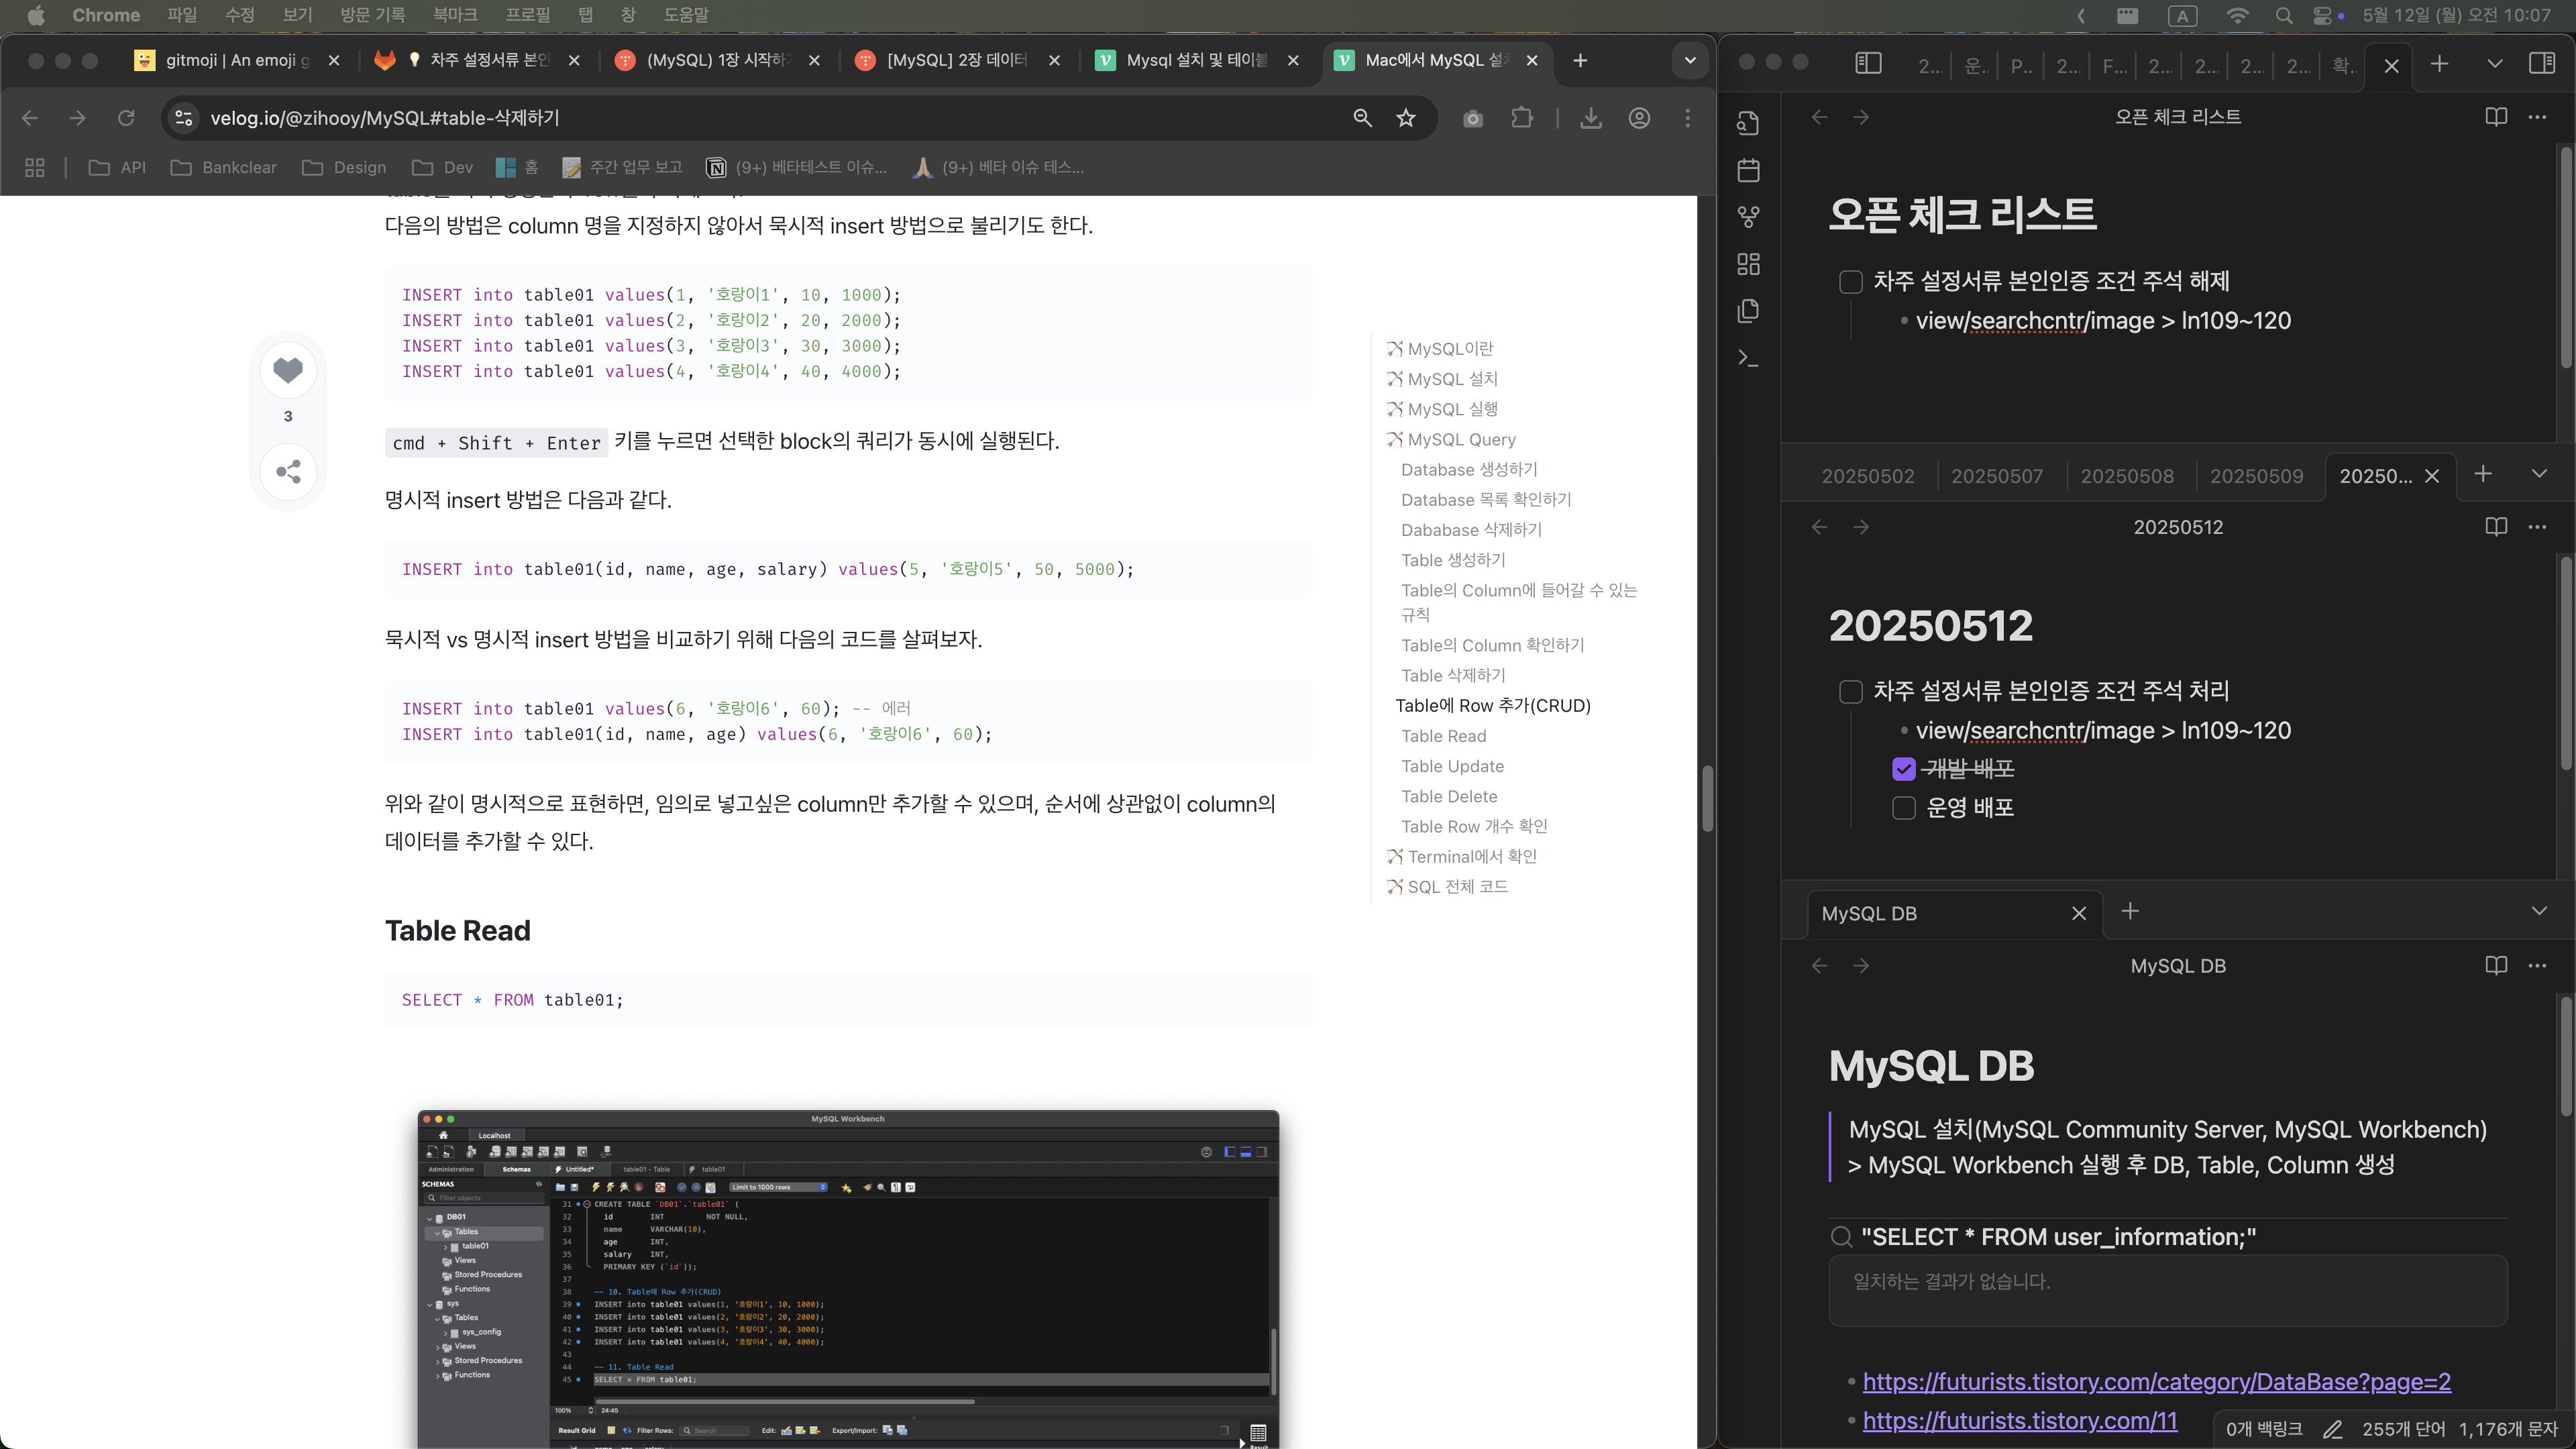 Chrome 파일 수정 보기 방문 기록 북마크 프로필 탭 창 도움말
A 5월 12일 (월) 오전 10:07
gitmoji | An emoji g
차주 설정서류 본인
(MySQL) 1장 시작하
[MySQL] 2장 데이터
Mysql 설치 및 테이블
Mac에서 MySQL 설
velog.io/@zihooy/MySQL#table-삭제하기
API Bankclear Design Dev 홈 주간 업무 보고 (9+) 베타테스트 이슈... (9+) 베타 이슈 테스...
다음의 방법은 column 명을 지정하지 않아서 묵시적 insert 방법으로 불리기도 한다.
INSERT into table01 values(1, '호랑이1', 10, 1000);
INSERT into table01 values(2, '호랑이2', 20, 2000);
INSERT into table01 values(3, '호랑이3', 30, 3000);
INSERT into table01 values(4, '호랑이4', 40, 4000);
3
cmd + Shift + Enter 키를 누르면 선택한 block의 쿼리가 동시에 실행된다.
명시적 insert 방법은 다음과 같다.
INSERT into table01(id, name, age, salary) values(5, '호랑이5', 50, 5000);
묵시적 vs 명시적 insert 방법을 비교하기 위해 다음의 코드를 살펴보자.
INSERT into table01 values(6, '호랑이6', 60); -- 에러
INSERT into table01(id, name, age) values(6, '호랑이6', 60);
위와 같이 명시적으로 표현하면, 임의로 넣고싶은 column만 추가할 수 있으며, 순서에 상관없이 column의
데이터를 추가할 수 있다.
Table Read
SELECT * FROM table01;
MySQL Workbench
Localhost
Administration Schemas Untitled* table01 - Table table01
SCHEMAS
Filter objects
Limit to 1000 rows
DB01
Tables
table01
Views
Stored Procedures
Functions
sys
Tables
sys_config
Views
Stored Procedures
Functions
31 CREATE TABLE `DB01`.`table01` (
32 id INT NOT NULL,
33 name VARCHAR(10),
34 age INT,
35 salary INT,
36 PRIMARY KEY (`id`));
37
38 -- 10. Table에 Row 추가(CRUD)
39 INSERT into table01 values(1, '호랑이1', 10, 1000);
40 INSERT into table01 values(2, '호랑이2', 20, 2000);
41 INSERT into table01 values(3, '호랑이3', 30, 3000);
42 INSERT into table01 values(4, '호랑이4', 40, 4000);
43
44 -- 11. Table Read
45 SELECT * FROM table01;
100% 24:45
Result Grid Filter Rows: Search Edit: Export/Import:
MySQL이란
MySQL 설치
MySQL 실행
MySQL Query
Database 생성하기
Database 목록 확인하기
Dababase 삭제하기
Table 생성하기
Table의 Column에 들어갈 수 있는
규칙
Table의 Column 확인하기
Table 삭제하기
Table에 Row 추가(CRUD)
Table Read
Table Update
Table Delete
Table Row 개수 확인
Terminal에서 확인
SQL 전체 코드
2... 운.. P... 2... F... 2... 2... 2... 2... 확..
오픈 체크 리스트
오픈 체크 리스트
차주 설정서류 본인인증 조건 주석 해제
view/searchcntr/image > ln109~120
20250502 20250507 20250508 20250509 20250...
20250512
20250512
차주 설정서류 본인인증 조건 주석 처리
view/searchcntr/image > ln109~120
개발 배포
운영 배포
MySQL DB
MySQL DB
MySQL DB
MySQL 설치(MySQL Community Server, MySQL Workbench)
> MySQL Workbench 실행 후 DB, Table, Column 생성
"SELECT * FROM user_information;"
일치하는 결과가 없습니다.
https://futurists.tistory.com/category/DataBase?page=2
https://futurists.tistory.com/11
0개 백링크 255개 단어 1,176개 문자